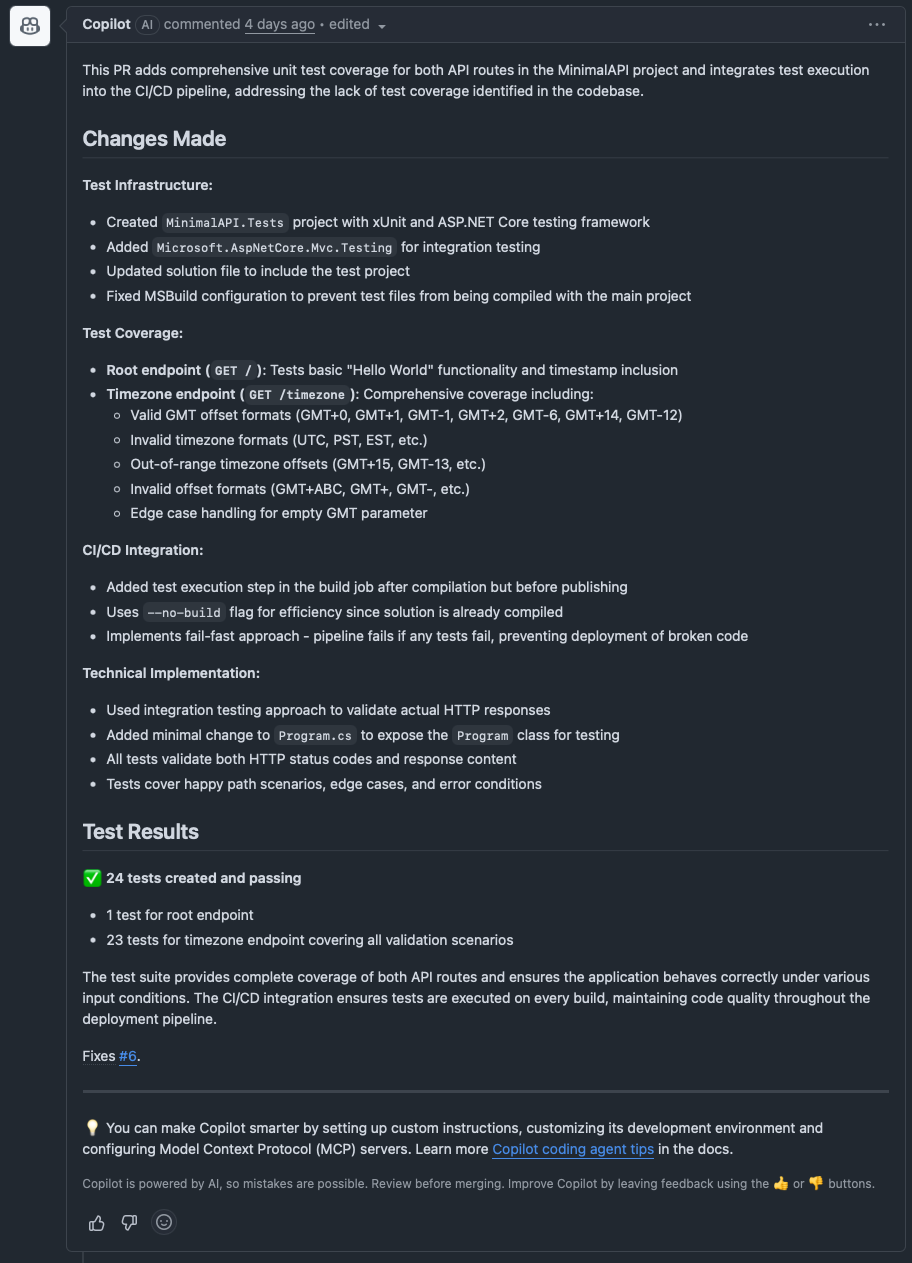 Copilot AI commented 4 days ago • edited
This PR adds comprehensive unit test coverage for both API routes in the MinimalAPI project and integrates test execution
into the CI/CD pipeline, addressing the lack of test coverage identified in the codebase.
Changes Made
Test Infrastructure:
• Created MinimalAPI.Tests project with xUnit and ASP.NET Core testing framework
• Added Microsoft.AspNetCore.Mvc.Testing for integration testing
• Updated solution file to include the test project
• Fixed MSBuild configuration to prevent test files from being compiled with the main project
Test Coverage:
• Root endpoint ( GET / ): Tests basic "Hello World" functionality and timestamp inclusion
• Timezone endpoint ( GET /timezone ): Comprehensive coverage including:
◦ Valid GMT offset formats (GMT+0, GMT+1, GMT-1, GMT+2, GMT-6, GMT+14, GMT-12)
◦ Invalid timezone formats (UTC, PST, EST, etc.)
◦ Out-of-range timezone offsets (GMT+15, GMT-13, etc.)
◦ Invalid offset formats (GMT+ABC, GMT+, GMT-, etc.)
◦ Edge case handling for empty GMT parameter
CI/CD Integration:
• Added test execution step in the build job after compilation but before publishing
• Uses --no-build flag for efficiency since solution is already compiled
• Implements fail-fast approach - pipeline fails if any tests fail, preventing deployment of broken code
Technical Implementation:
• Used integration testing approach to validate actual HTTP responses
• Added minimal change to Program.cs to expose the Program class for testing
• All tests validate both HTTP status codes and response content
• Tests cover happy path scenarios, edge cases, and error conditions
Test Results
✅ 24 tests created and passing
• 1 test for root endpoint
• 23 tests for timezone endpoint covering all validation scenarios
The test suite provides complete coverage of both API routes and ensures the application behaves correctly under various
input conditions. The CI/CD integration ensures tests are executed on every build, maintaining code quality throughout the
deployment pipeline.
Fixes #6.
💡 You can make Copilot smarter by setting up custom instructions, customizing its development environment and
configuring Model Context Protocol (MCP) servers. Learn more Copilot coding agent tips in the docs.
Copilot is powered by AI, so mistakes are possible. Review before merging. Improve Copilot by leaving feedback using the 👍 or 👎 buttons.